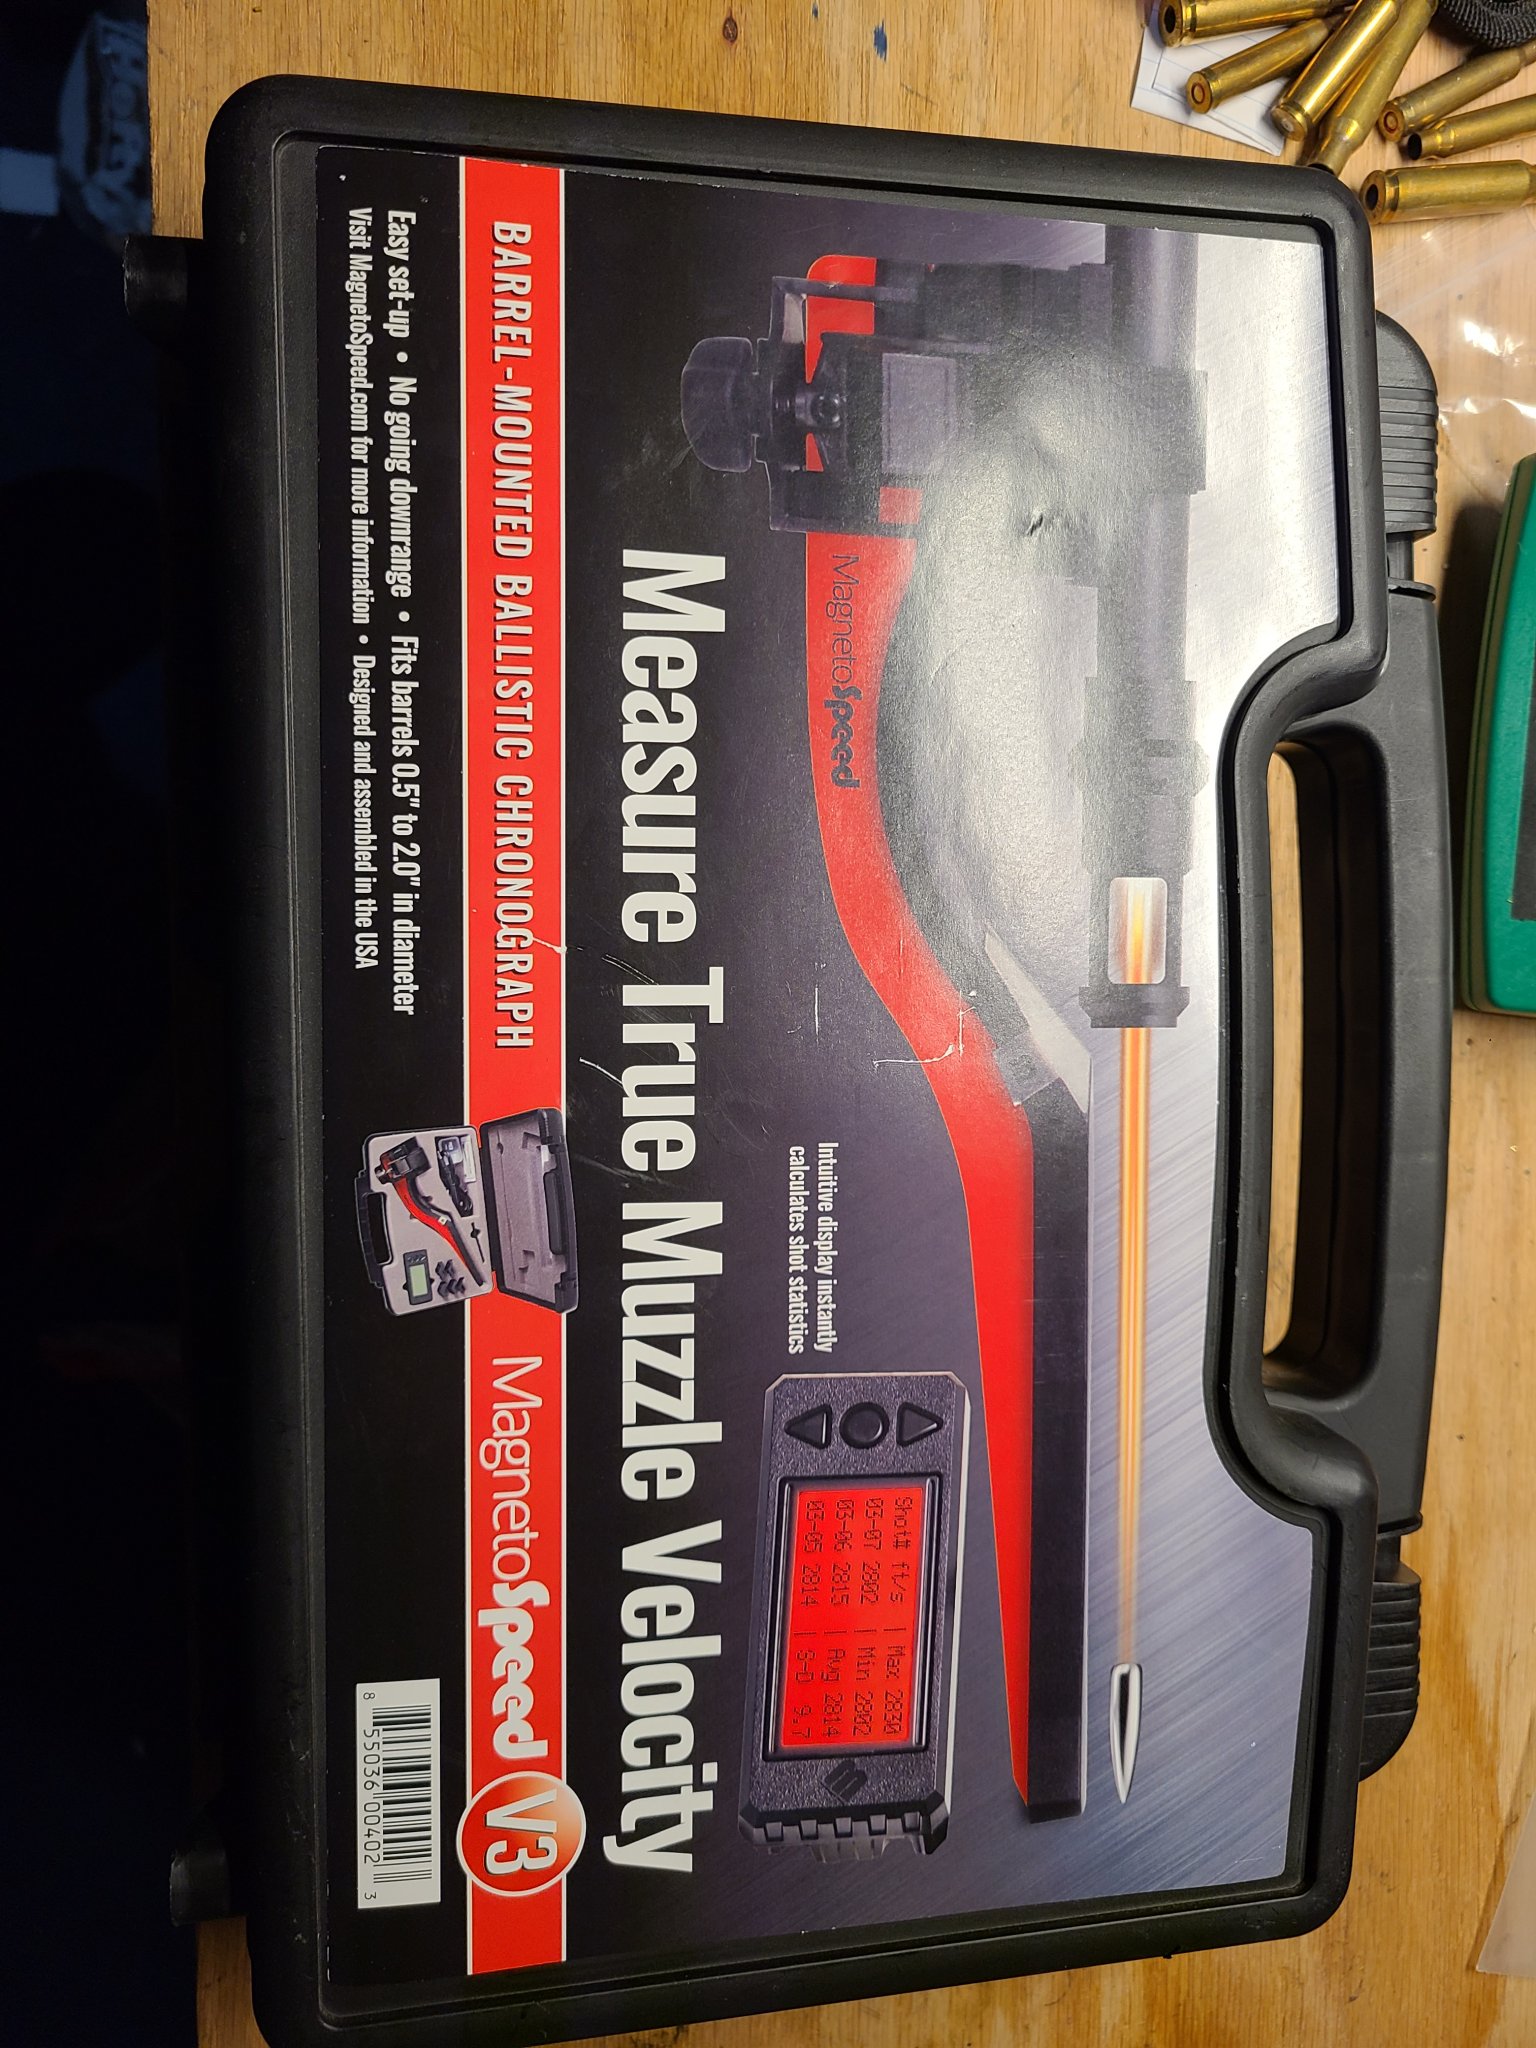 MagnetoSpeed
Intuitive display instantly
calculates shot statistics
Shot# ft/s | Max 2830
03-07 2802 | Min 2802
03-06 2815 | Avg 2814
03-05 2814 | S-D 9.7
Measure True Muzzle Velocity
BARREL-MOUNTED BALLISTIC CHRONOGRAPH
MagnetoSpeed V3
Easy set-up • No going downrange • Fits barrels 0.5" to 2.0" in diameter
Visit MagnetoSpeed.com for more information • Designed and assembled in the USA
8 55036 00402 3